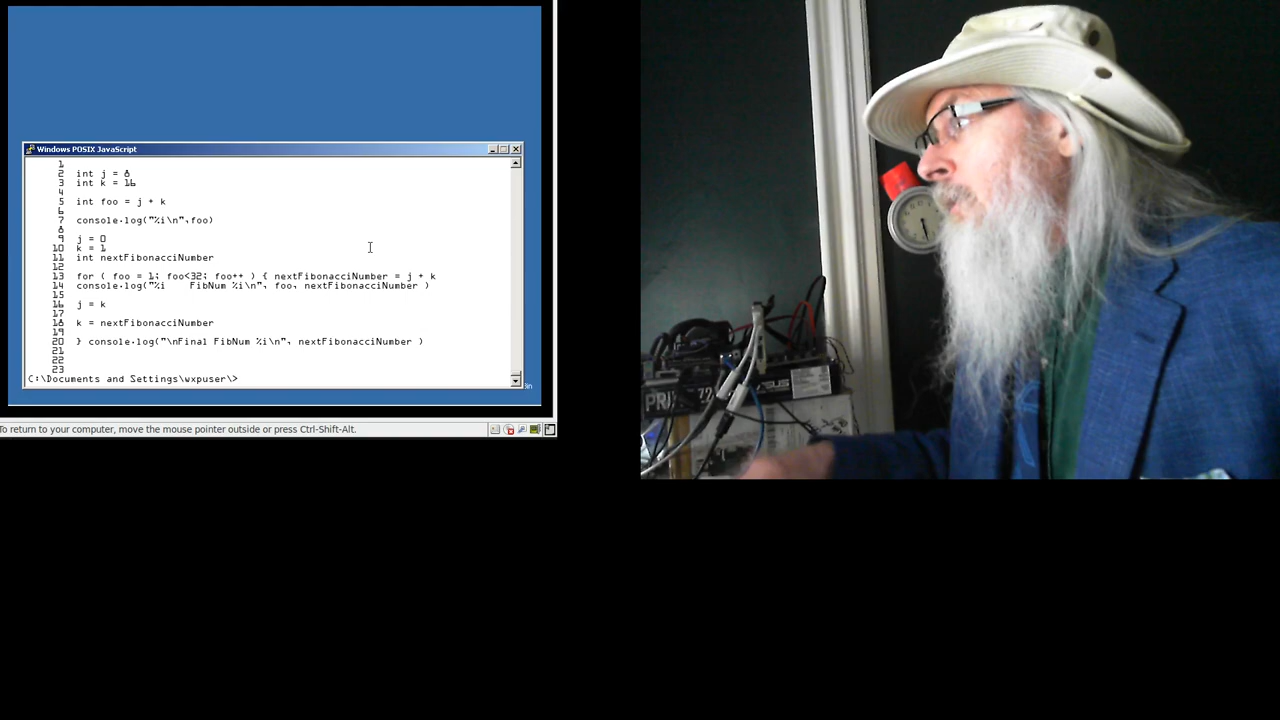 Windows POSIX JavaScript
1
2 int j = 8
3 int k = 16
4
5 int foo = j + k
6
7 console.log("%i\n",foo)
8
9 j = 0
10 k = 1
11 int nextFibonacciNumber
12
13 for ( foo = 1; foo<32; foo++ ) { nextFibonacciNumber = j + k
14 console.log("%i    FibNum %i\n", foo, nextFibonacciNumber )
15
16 j = k
17
18 k = nextFibonacciNumber
19
20 } console.log("\nFinal FibNum %i\n", nextFibonacciNumber )
21
22
23
C:\Documents and Settings\wxpuser\>
To return to your computer, move the mouse pointer outside or press Ctrl-Shift-Alt.
ASUS